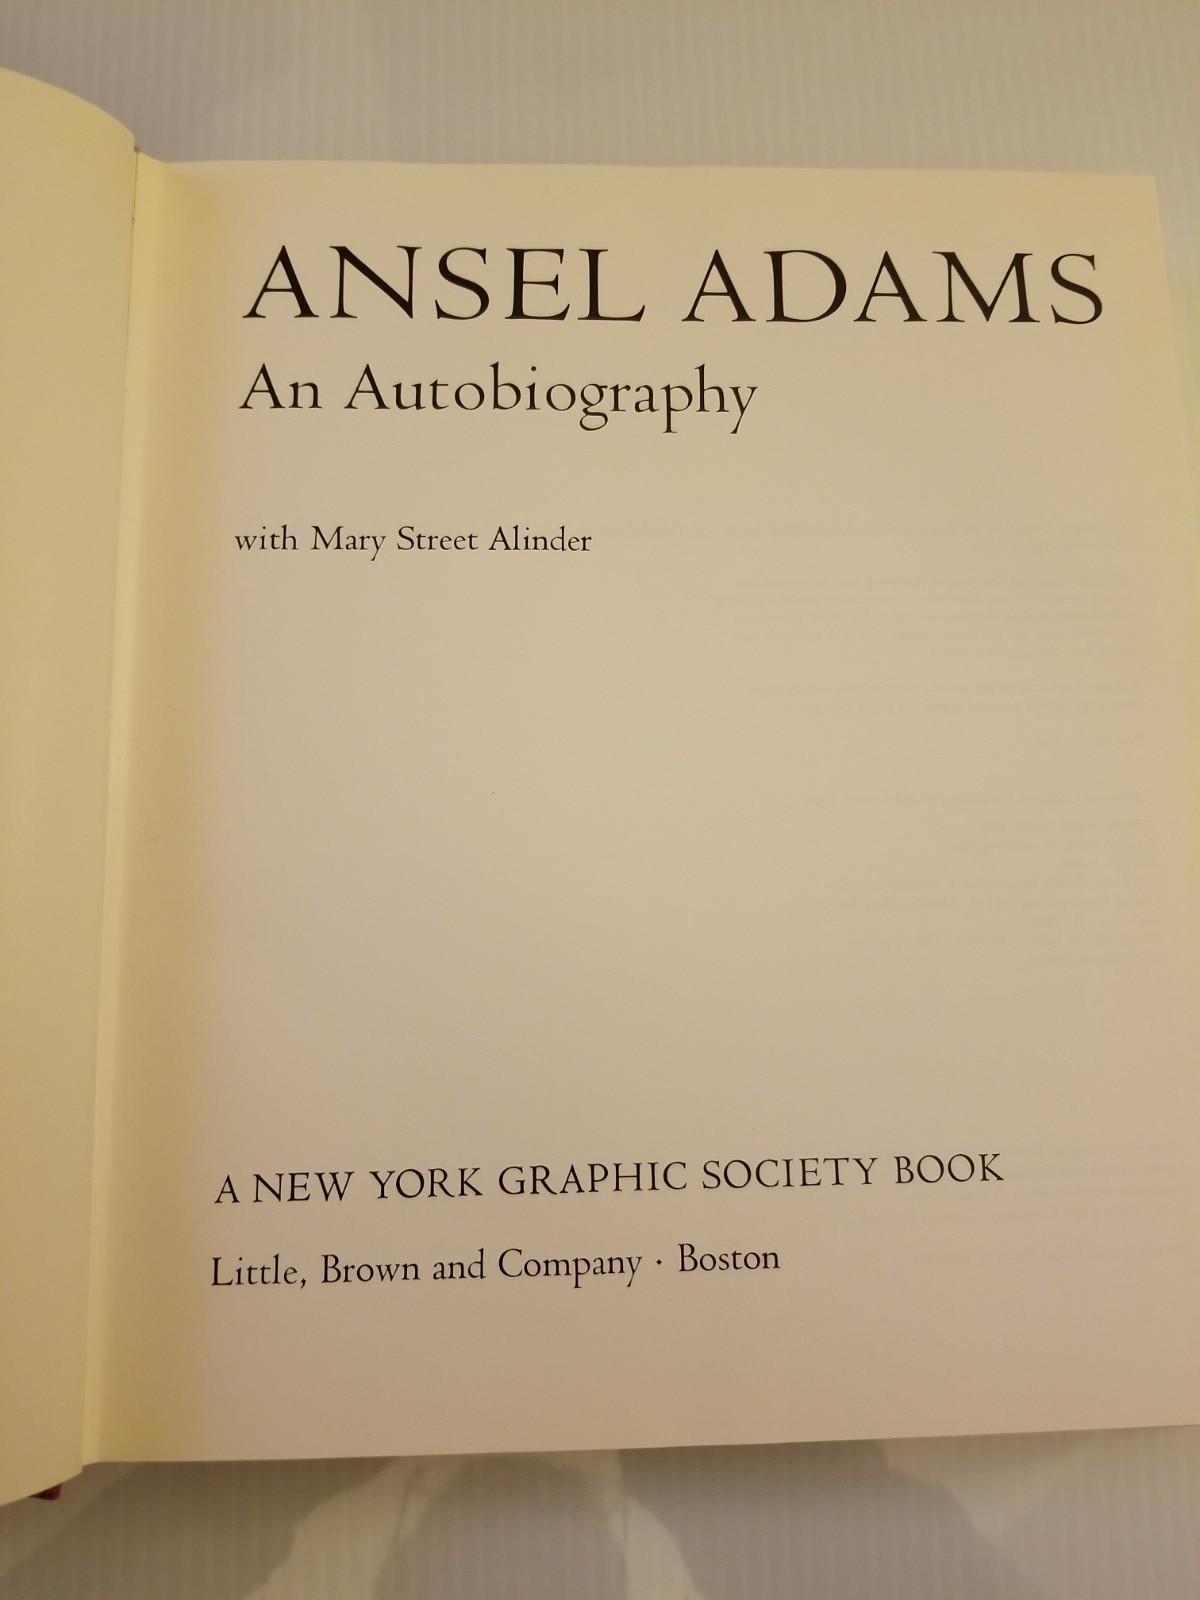 ANSEL ADAMS
An Autobiography
with Mary Street Alinder
A NEW YORK GRAPHIC SOCIETY BOOK
Little, Brown and Company · Boston